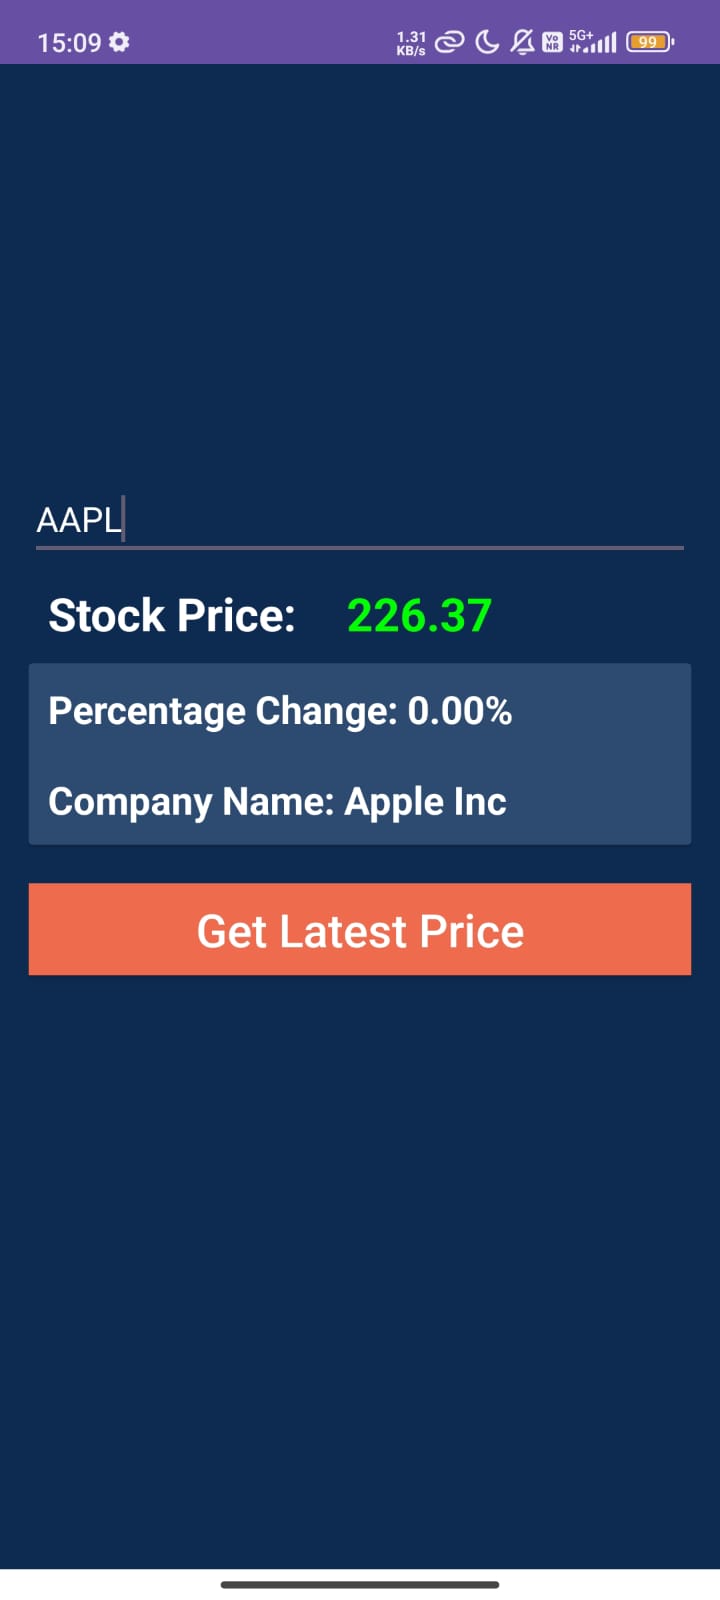 15:09
1.31
KB/s
Vo
NR
5G+
99
AAPL
Stock Price: 226.37
Percentage Change: 0.00%
Company Name: Apple Inc
Get Latest Price